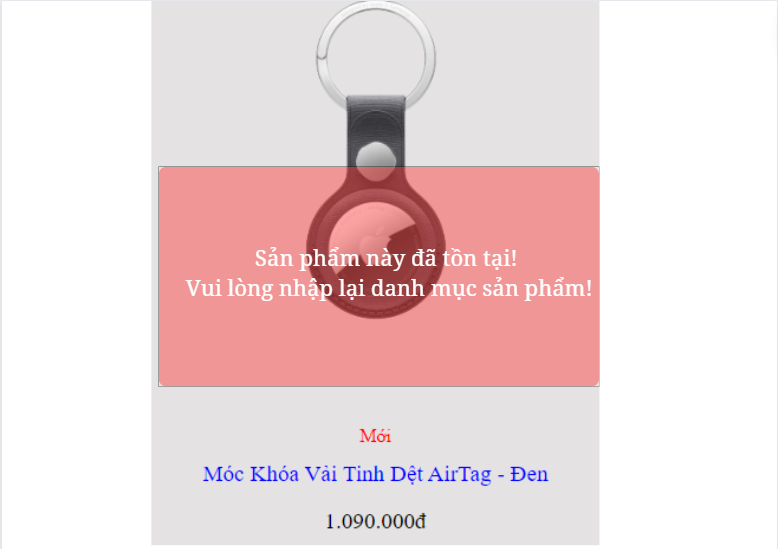 Sản phẩm này đã tồn tại!
Vui lòng nhập lại danh mục sản phẩm!
Mới
Móc Khóa Vải Tinh Dệt AirTag - Đen
1.090.000đ